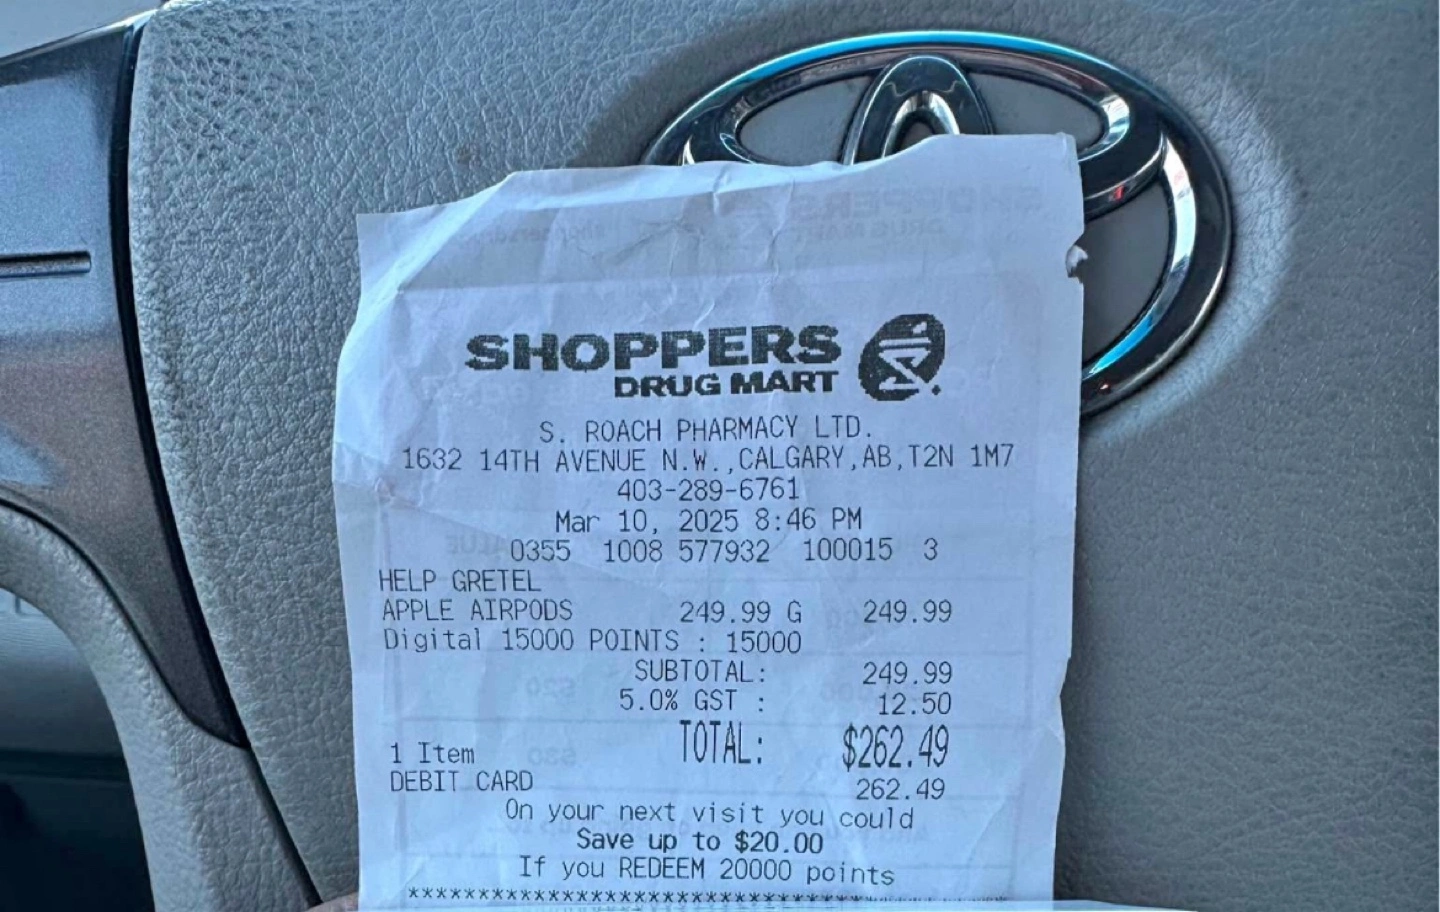 SHOPPERS
DRUG MART
S. ROACH PHARMACY LTD.
1632 14TH AVENUE N.W.,CALGARY,AB,T2N 1M7
403-289-6761
Mar 10, 2025 8:46 PM
0355 1008 577932 100015 3
HELP GRETEL
APPLE AIRPODS 249.99 G 249.99
Digital 15000 POINTS : 15000
SUBTOTAL: 249.99
5.0% GST : 12.50
1 Item TOTAL: $262.49
DEBIT CARD 262.49
On your next visit you could
Save up to $20.00
If you REDEEM 20000 points